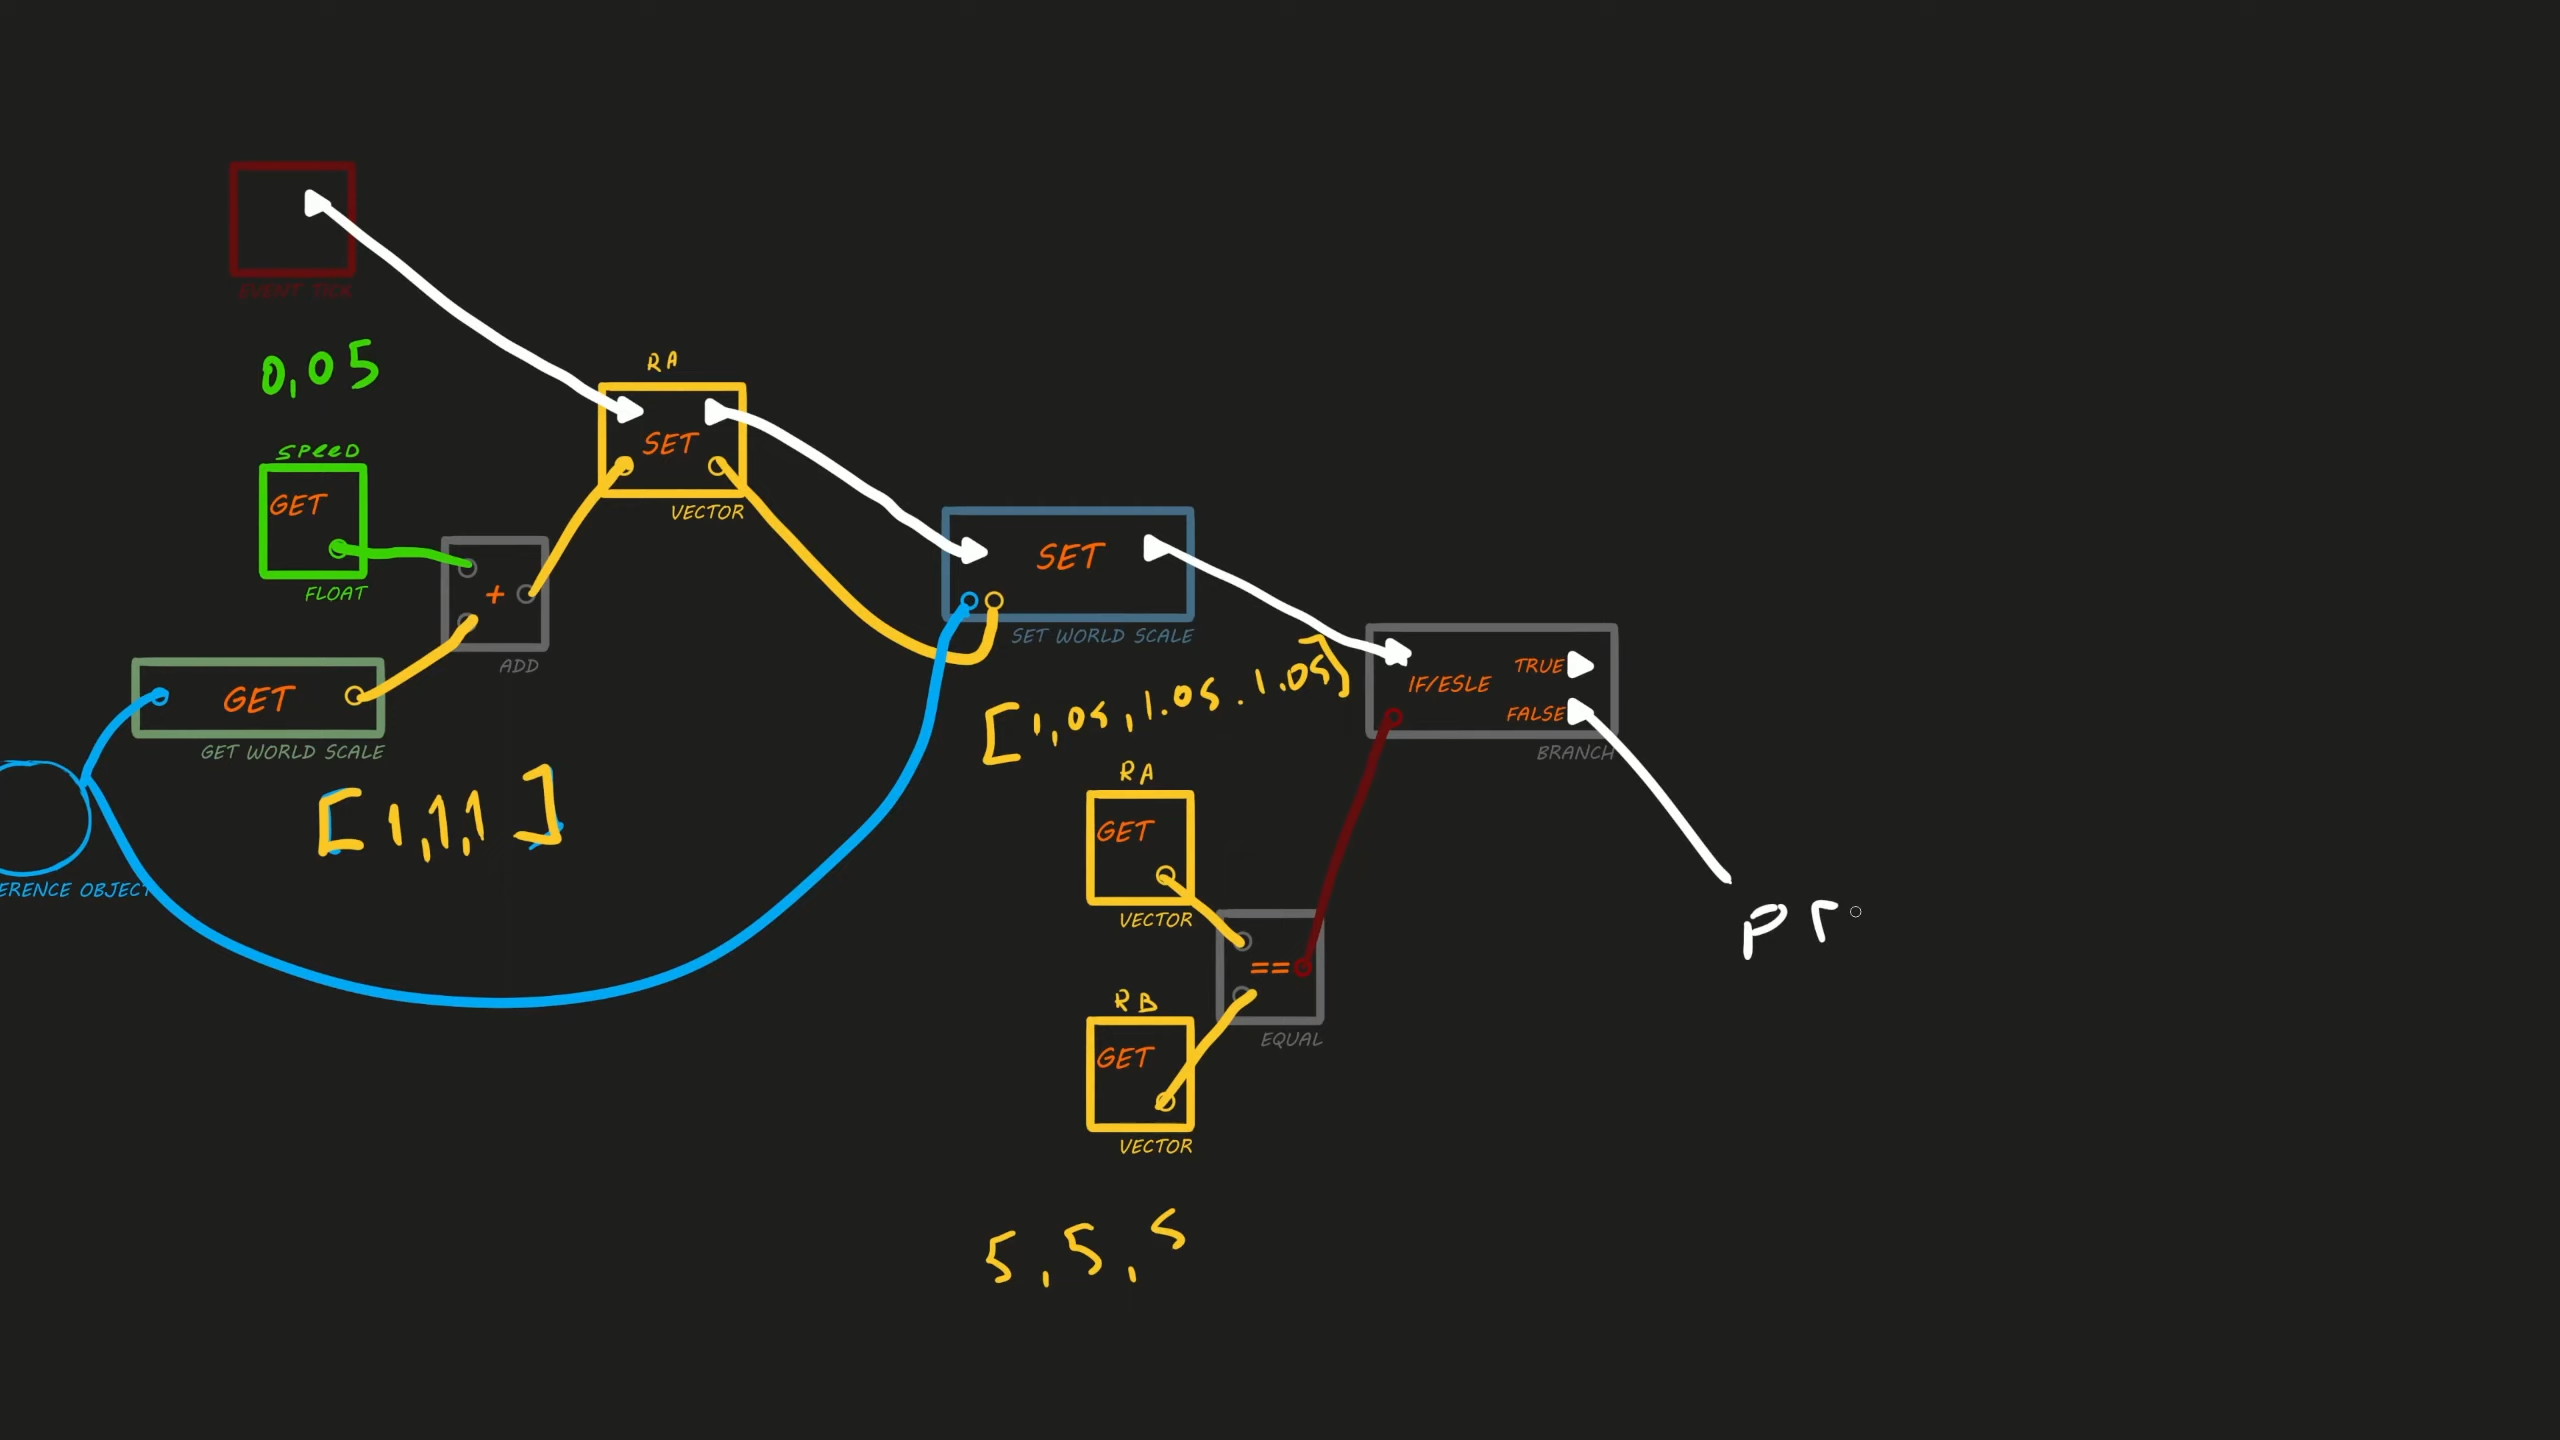 EVENT TICK
0,05
RA
SPEED
SET
GET
VECTOR
FLOAT
+
ADD
SET
SET WORLD SCALE
GET
GET WORLD SCALE
IF/ESLE
TRUE
FALSE
BRANCH
[1,05,1.05.1.05]
RA
GET
VECTOR
[1,1,1]
ERENCE OBJECT
==
EQUAL
RB
GET
VECTOR
5,5,5
pr